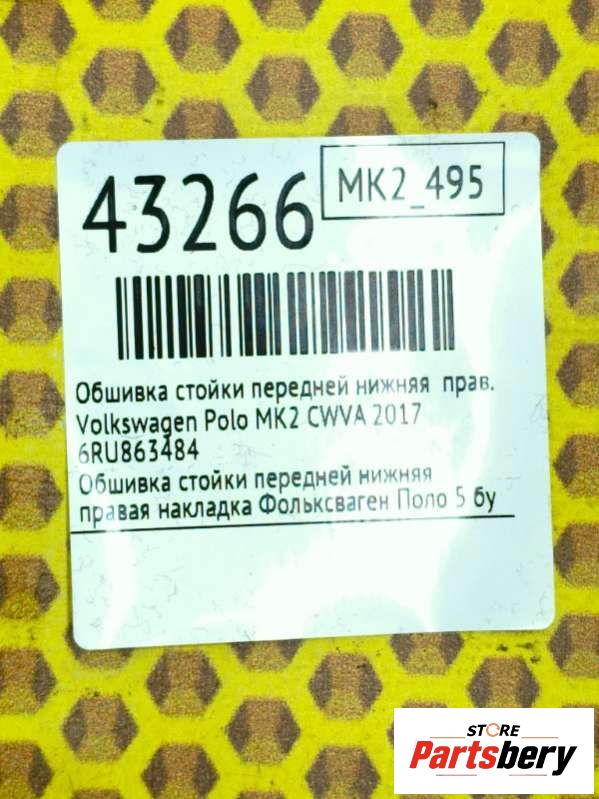 43266
MK2_495
Обшивка стойки передней нижняя прав.
Volkswagen Polo MK2 CWVA 2017
6RU863484
Обшивка стойки передней нижняя
правая накладка Фольксваген Поло 5 бу
STORE
Partsbery